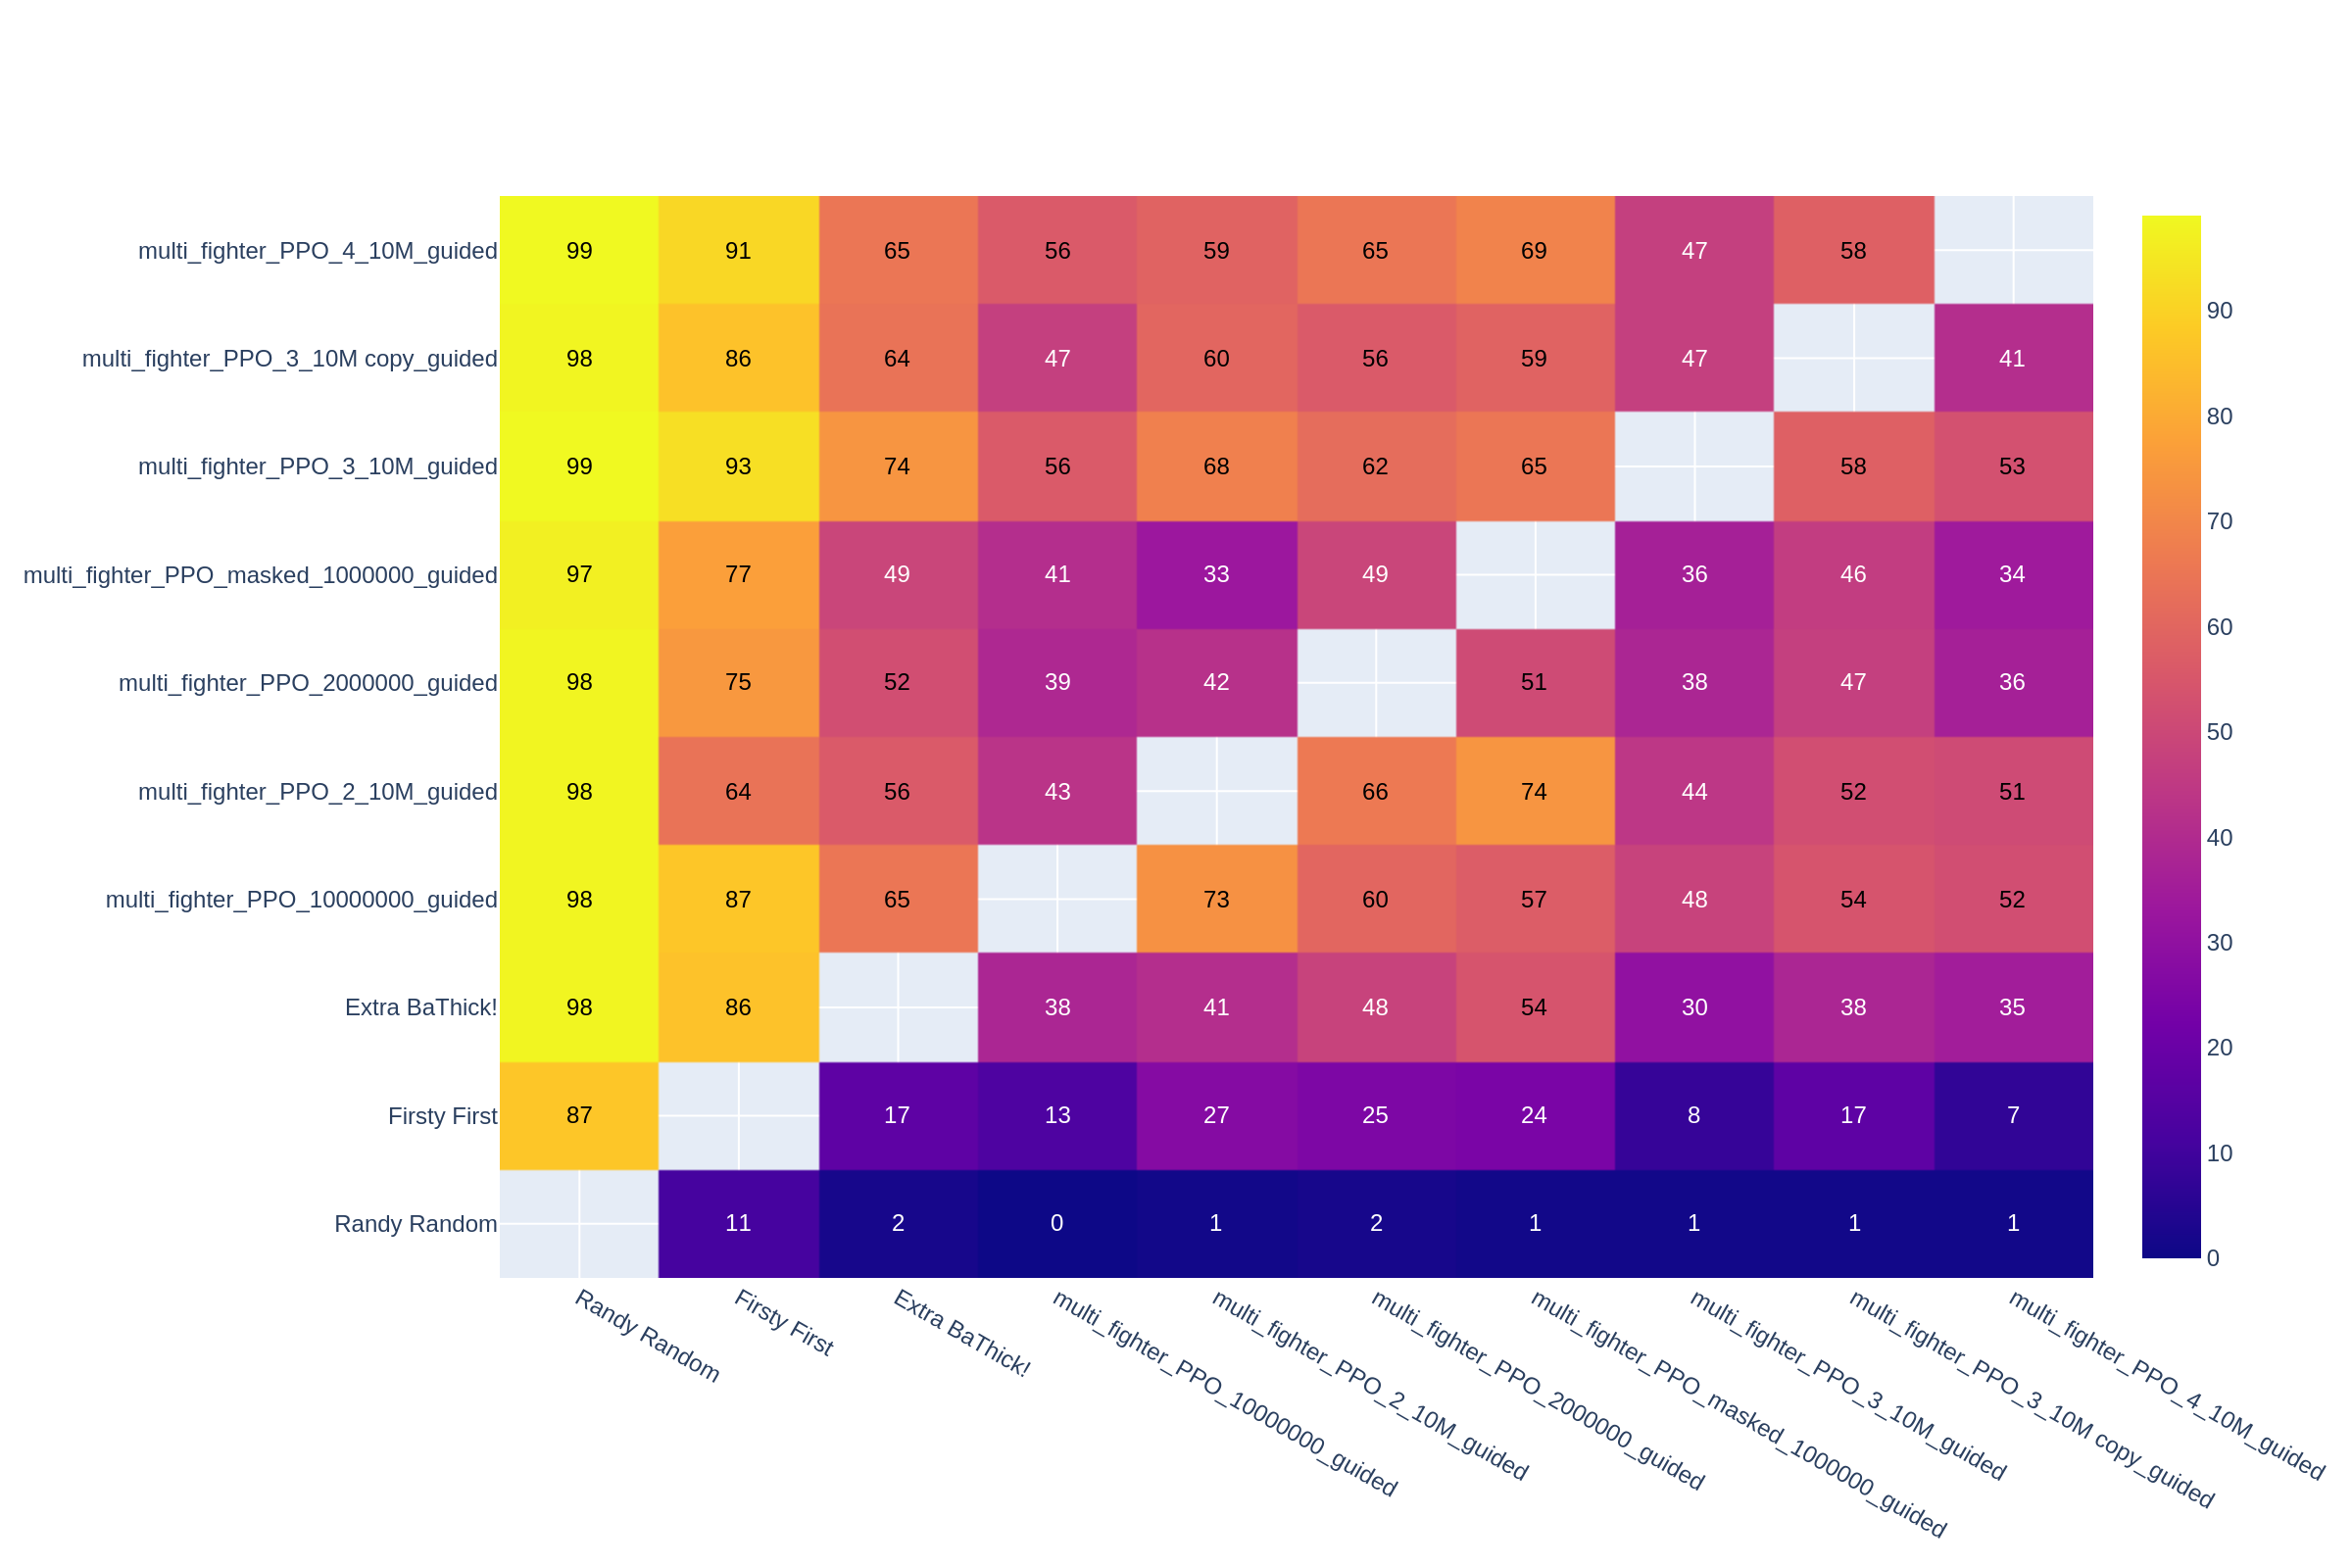 multi_fighter_PPO_4_10M_guided 99 91 65 56 59 65 69 47 58
multi_fighter_PPO_3_10M copy_guided 98 86 64 47 60 56 59 47 41
multi_fighter_PPO_3_10M_guided 99 93 74 56 68 62 65 58 53
multi_fighter_PPO_masked_1000000_guided 97 77 49 41 33 49 36 46 34
multi_fighter_PPO_2000000_guided 98 75 52 39 42 51 38 47 36
multi_fighter_PPO_2_10M_guided 98 64 56 43 66 74 44 52 51
multi_fighter_PPO_10000000_guided 98 87 65 73 60 57 48 54 52
Extra BaThick! 98 86 38 41 48 54 30 38 35
Firsty First 87 17 13 27 25 24 8 17 7
Randy Random 11 2 0 1 2 1 1 1 1
Randy Random
Firsty First
Extra BaThick!
multi_fighter_PPO_10000000_guided
multi_fighter_PPO_2_10M_guided
multi_fighter_PPO_2000000_guided
multi_fighter_PPO_masked_1000000_guided
multi_fighter_PPO_3_10M_guided
multi_fighter_PPO_3_10M copy_guided
multi_fighter_PPO_4_10M_guided
90
80
70
60
50
40
30
20
10
0